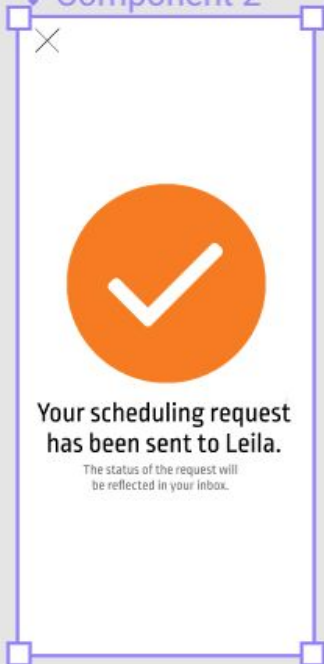 Component 2
Your scheduling request
has been sent to Leila.
The status of the request will
be reflected in your inbox.